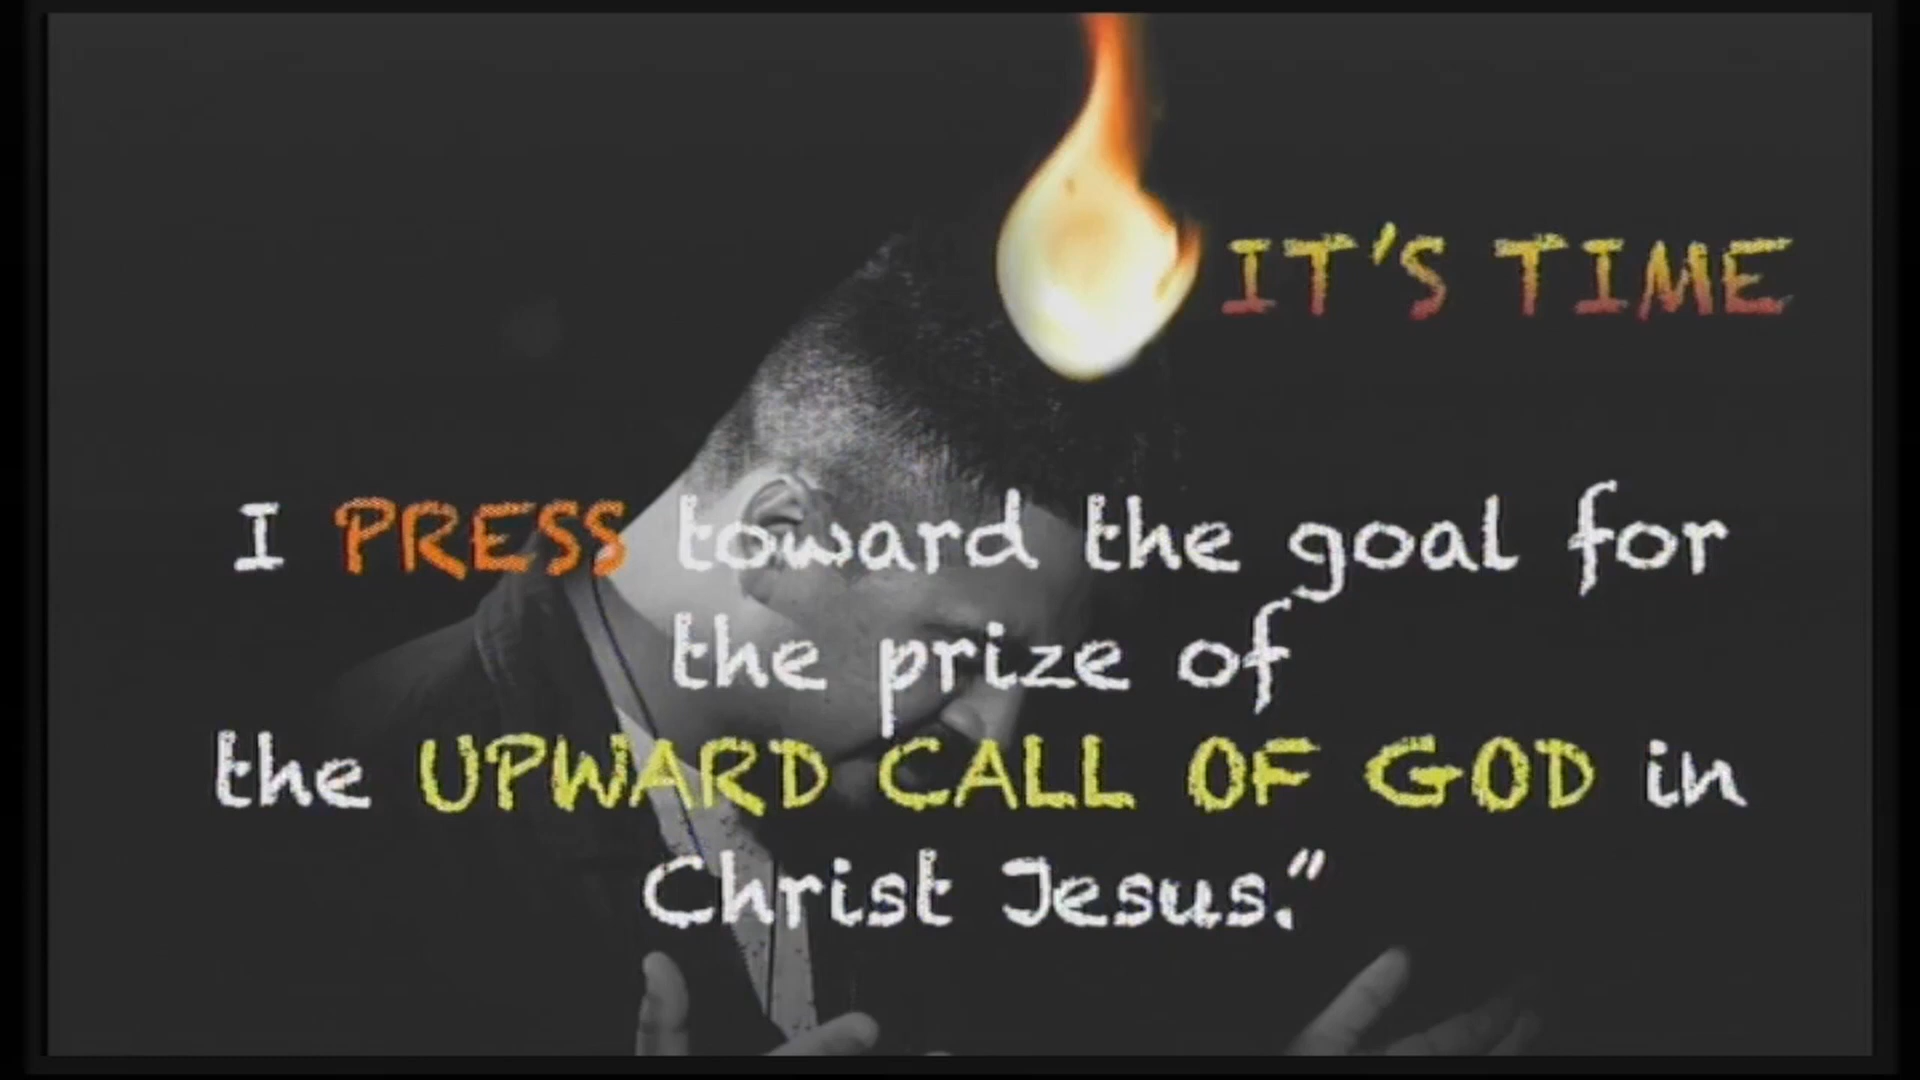 IT'S TIME
I PRESS toward the goal for
the prize of
the UPWARD CALL OF GOD in
Christ Jesus.”